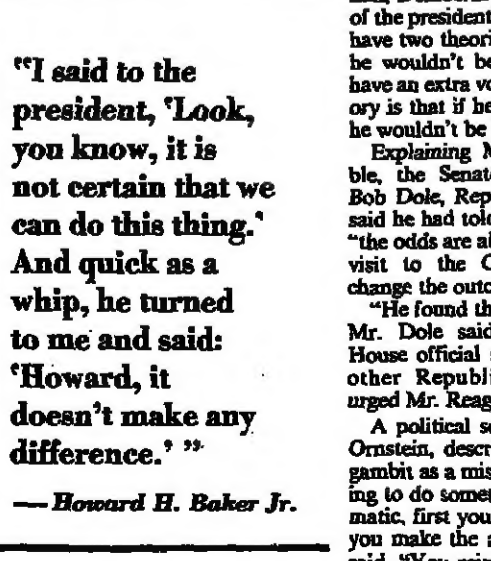 "I said to the
president, 'Look,
you know, it is
not certain that we
can do this thing.'
And quick as a
whip, he turned
to me and said:
'Howard, it
doesn't make any
difference.' "
— Howard H. Baker Jr.
of the president
have two theori
he wouldn't be
have an extra vo
ory is that if he
he wouldn't be
Explaining M
ble, the Senat
Bob Dole, Rep
said he had told
"the odds are al
visit to the C
change the outc
"He found th
Mr. Dole said
House official
other Republi
urged Mr. Reag
A political s
Ornstein, descr
gambit as a mis
ing to do somet
matic, first you
you make the